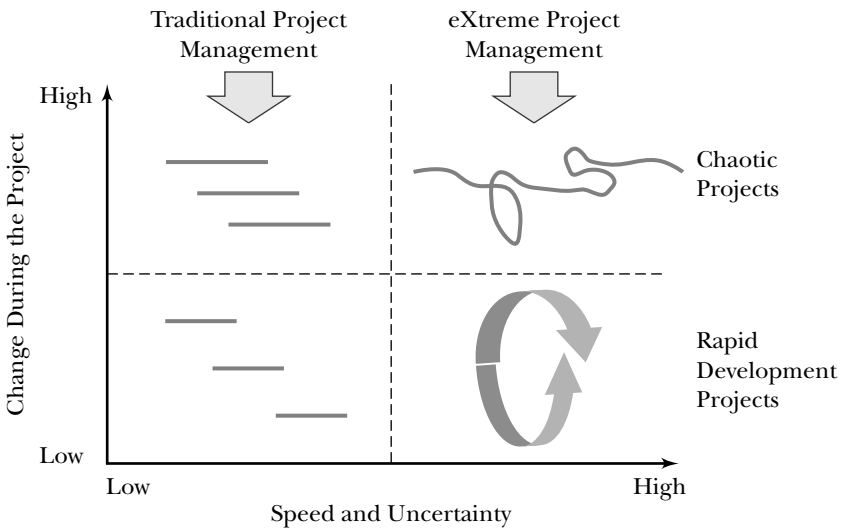 Traditional Project
Management
eXtreme Project
Management
High
Change During the Project
Chaotic
Projects
Rapid
Development
Projects
Low
Low
High
Speed and Uncertainty